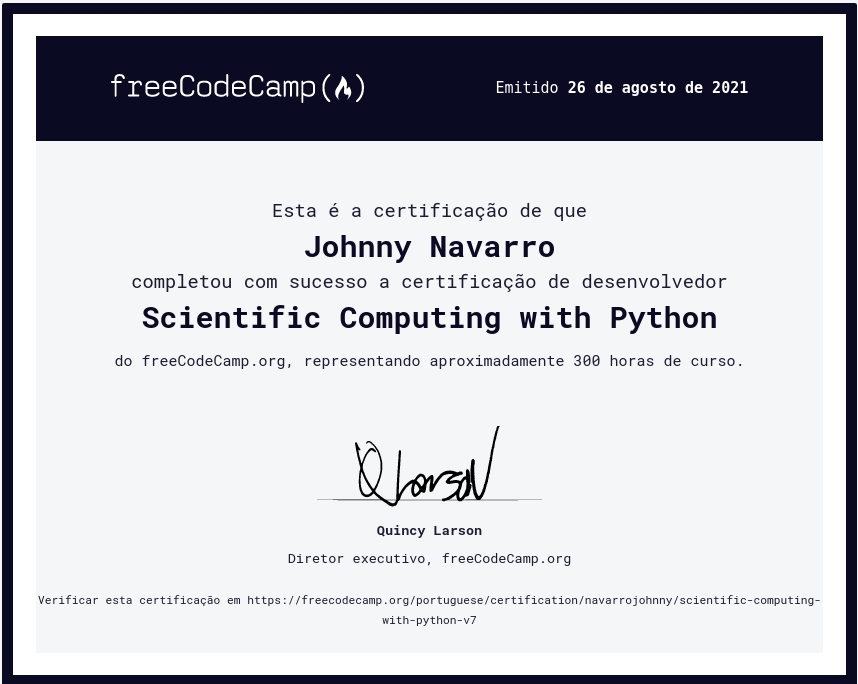 freeCodeCamp
Emitido 26 de agosto de 2021
Esta é a certificação de que
Johnny Navarro
completou com sucesso a certificação de desenvolvedor
Scientific Computing with Python
do freeCodeCamp.org, representando aproximadamente 300 horas de curso.
Q Larson
Quincy Larson
Diretor executivo, freeCodeCamp.org
Verificar esta certificação em https://freecodecamp.org/portuguese/certification/navarrojohnny/scientific-computing-
with-python-v7